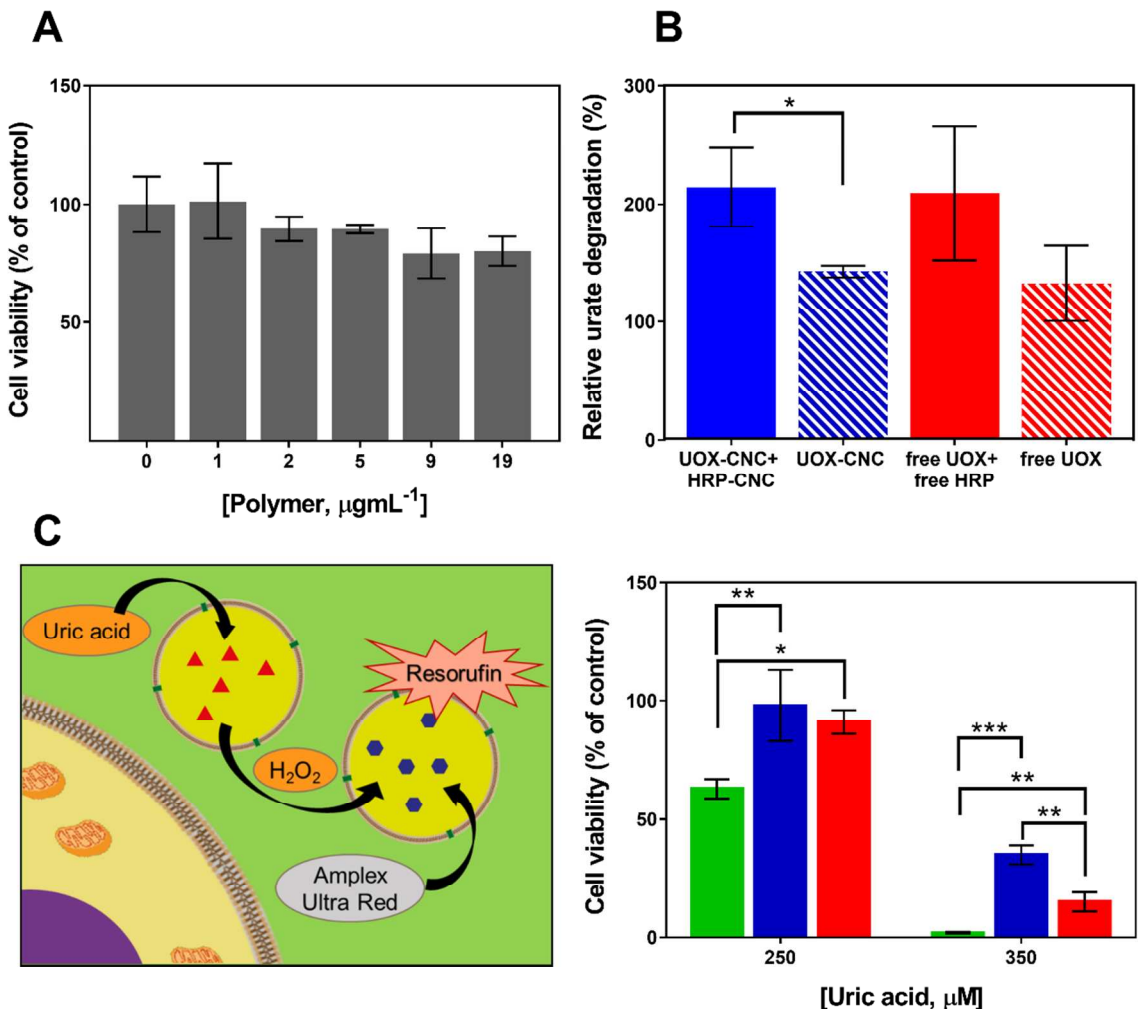 A
Cell viability (% of control)
150
100
50
0
1
2
5
9
19
[Polymer, μgmL⁻¹]
B
Relative urate degradation (%)
300
200
100
0
*
UOX-CNC+
HRP-CNC
UOX-CNC
free UOX+
free HRP
free UOX
C
Uric acid
Resorufin
H₂O₂
Amplex
Ultra Red
Cell viability (% of control)
150
100
50
0
**
*
***
**
**
250
350
[Uric acid, μM]